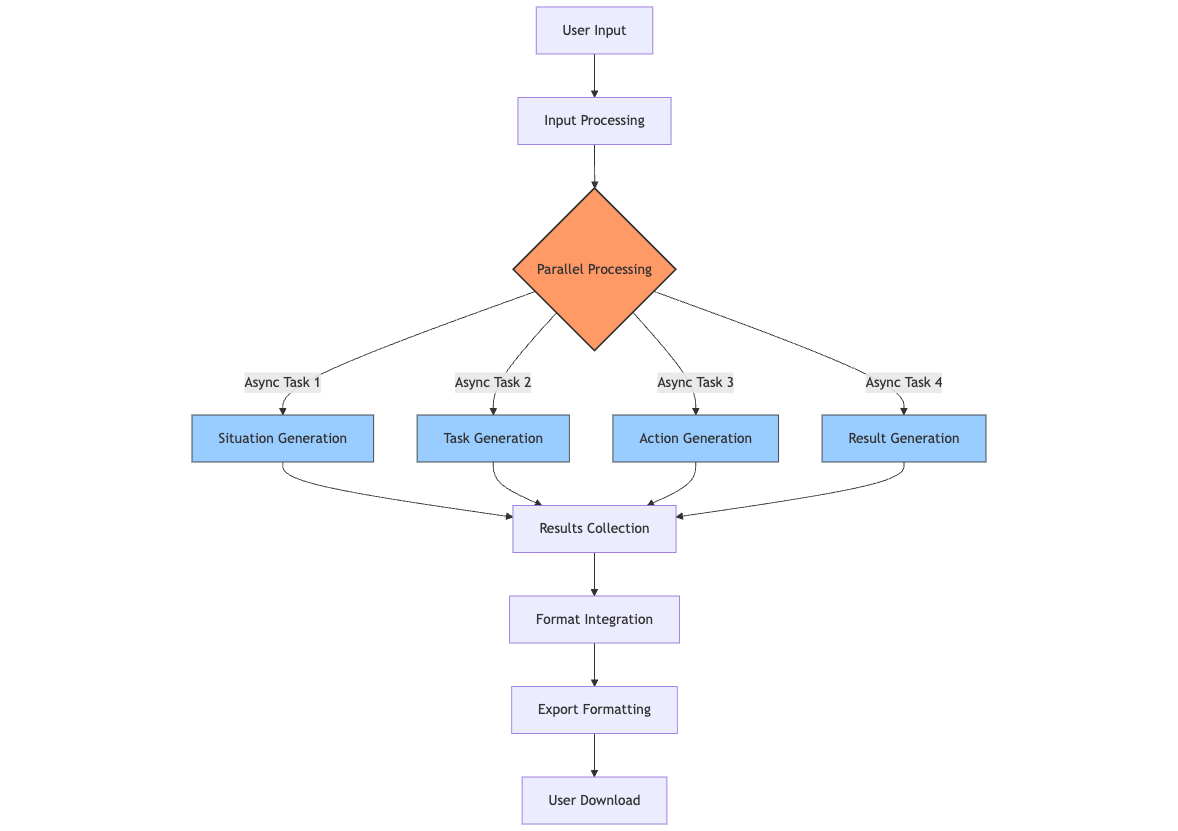 User Input
Input Processing
Parallel Processing
Async Task 1
Async Task 2
Async Task 3
Async Task 4
Situation Generation
Task Generation
Action Generation
Result Generation
Results Collection
Format Integration
Export Formatting
User Download